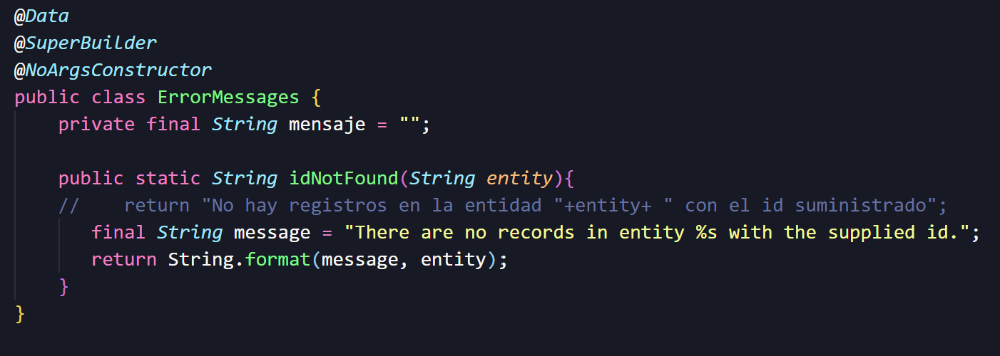 @Data
@SuperBuilder
@NoArgsConstructor
public class ErrorMessages {
    private final String mensaje = "";

    public static String idNotFound(String entity){
    //    return "No hay registros en la entidad "+entity+ " con el id suministrado";
       final String message = "There are no records in entity %s with the supplied id.";
       return String.format(message, entity);
    }
}